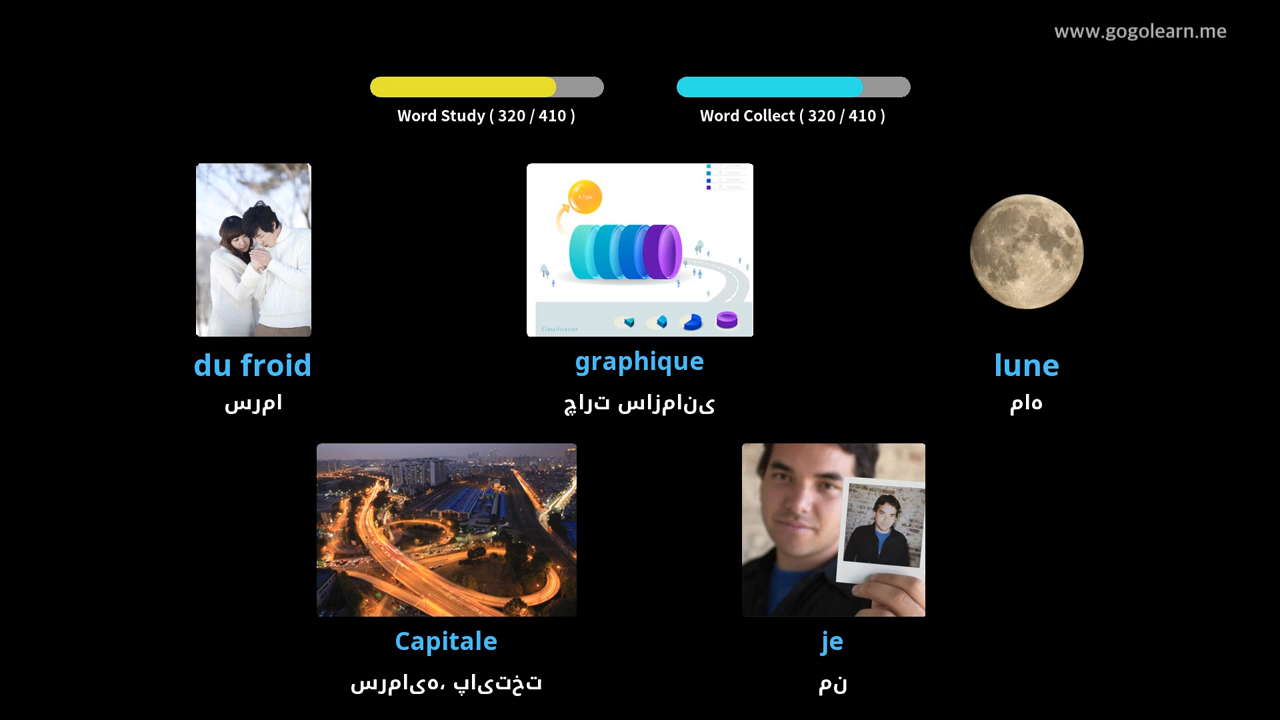 www.gogolearn.me
Word Study ( 320 / 410 )
Word Collect ( 320 / 410 )
Classification
du froid
graphique
lune
سرما
چارت سازمانی
ماه
Capitale
je
سرمایه، پایتخت
من